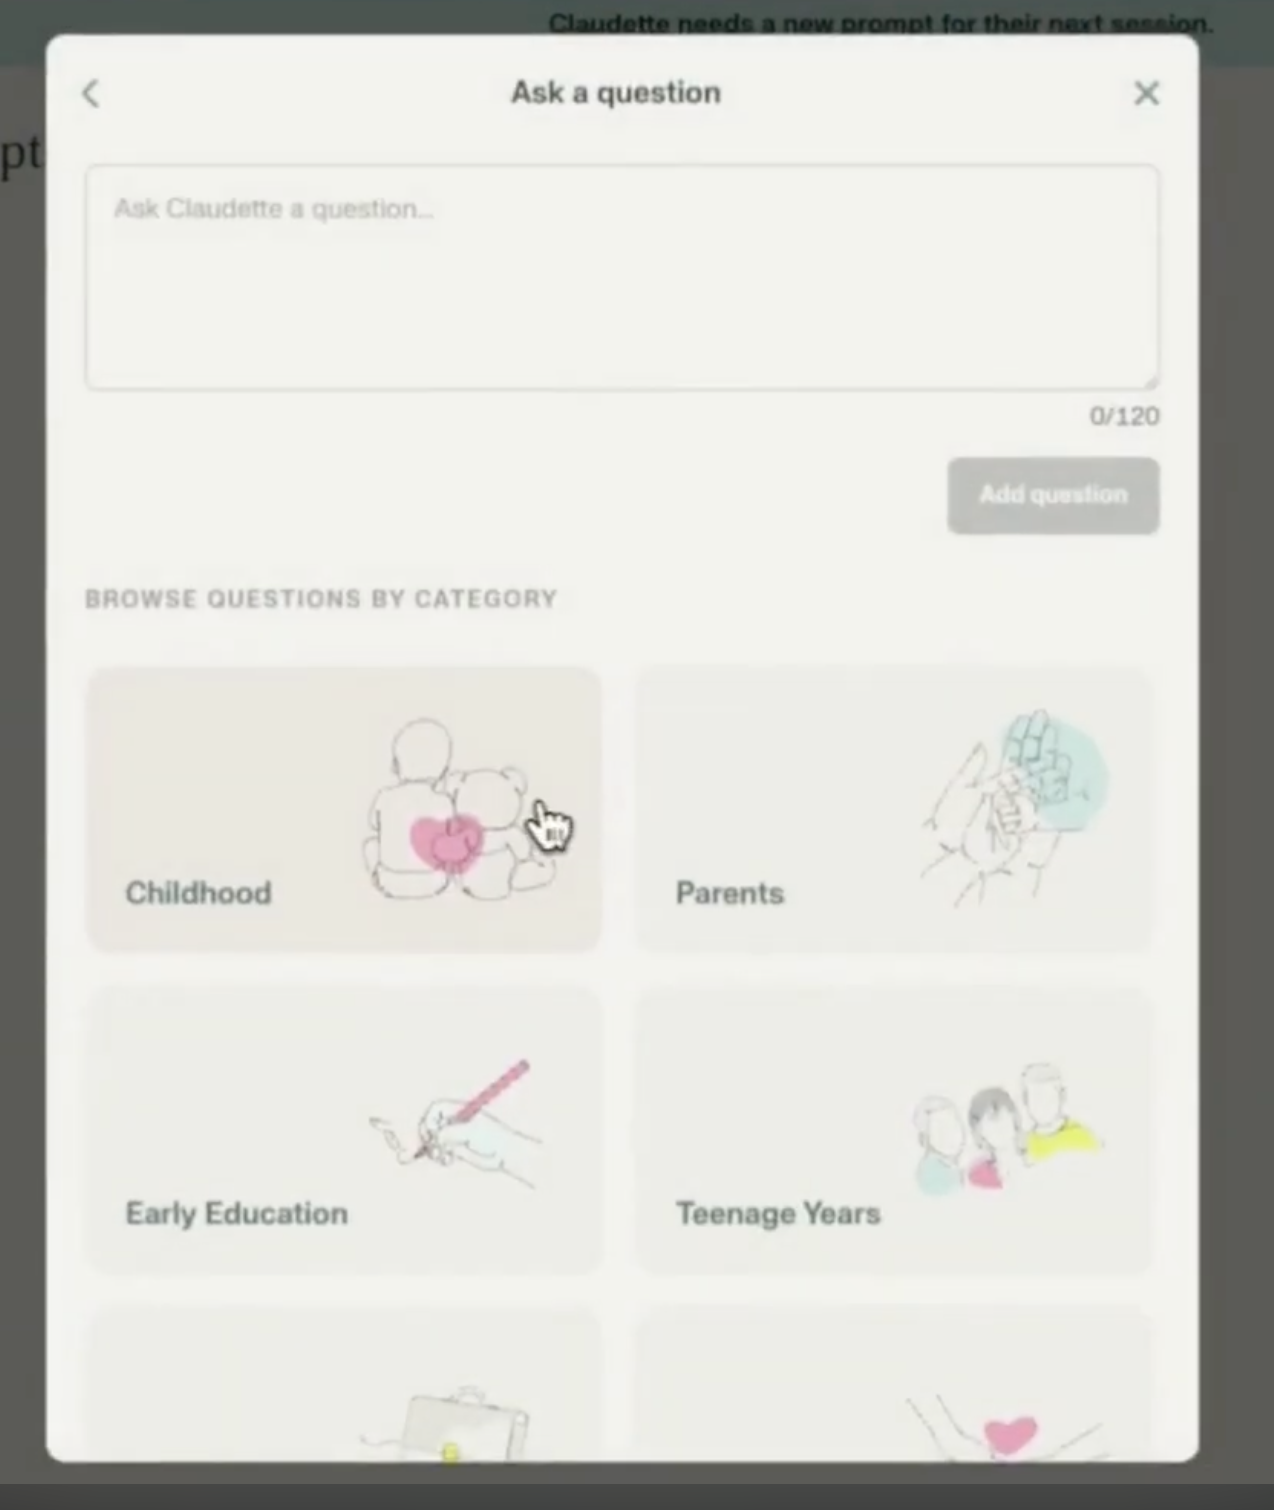 Claudette needs a new prompt for their next session.
Ask a question
pt
Ask Claudette a question...
0/120
Add question
BROWSE QUESTIONS BY CATEGORY
Childhood
Parents
Early Education
Teenage Years